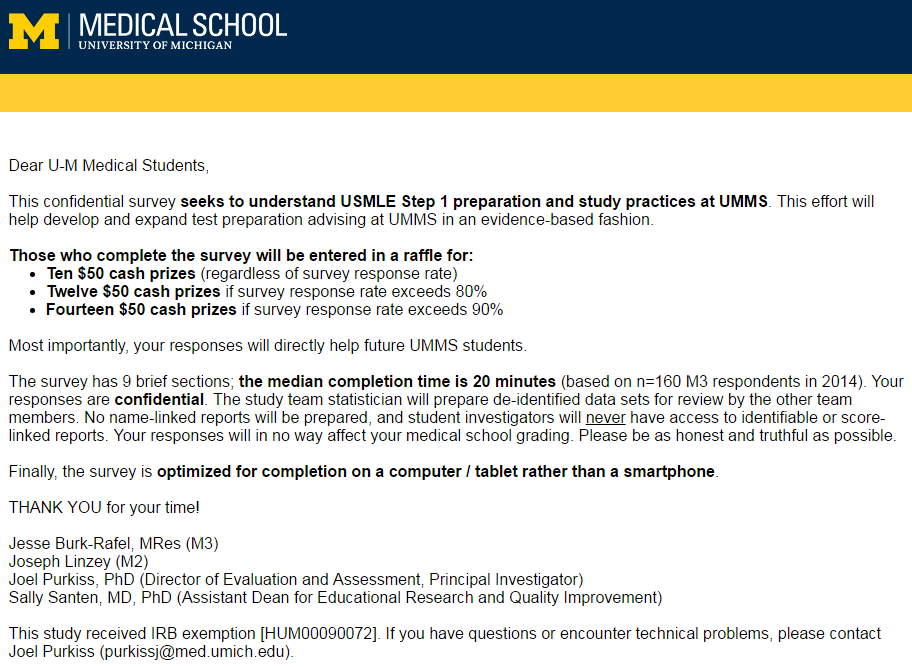 M MEDICAL SCHOOL
UNIVERSITY OF MICHIGAN
Dear U-M Medical Students,
This confidential survey seeks to understand USMLE Step 1 preparation and study practices at UMMS. This effort will
help develop and expand test preparation advising at UMMS in an evidence-based fashion.
Those who complete the survey will be entered in a raffle for:
• Ten $50 cash prizes (regardless of survey response rate)
• Twelve $50 cash prizes if survey response rate exceeds 80%
• Fourteen $50 cash prizes if survey response rate exceeds 90%
Most importantly, your responses will directly help future UMMS students.
The survey has 9 brief sections; the median completion time is 20 minutes (based on n=160 M3 respondents in 2014). Your
responses are confidential. The study team statistician will prepare de-identified data sets for review by the other team
members. No name-linked reports will be prepared, and student investigators will never have access to identifiable or score-
linked reports. Your responses will in no way affect your medical school grading. Please be as honest and truthful as possible.
Finally, the survey is optimized for completion on a computer / tablet rather than a smartphone.
THANK YOU for your time!
Jesse Burk-Rafel, MRes (M3)
Joseph Linzey (M2)
Joel Purkiss, PhD (Director of Evaluation and Assessment, Principal Investigator)
Sally Santen, MD, PhD (Assistant Dean for Educational Research and Quality Improvement)
This study received IRB exemption [HUM00090072]. If you have questions or encounter technical problems, please contact
Joel Purkiss (purkissj@med.umich.edu).